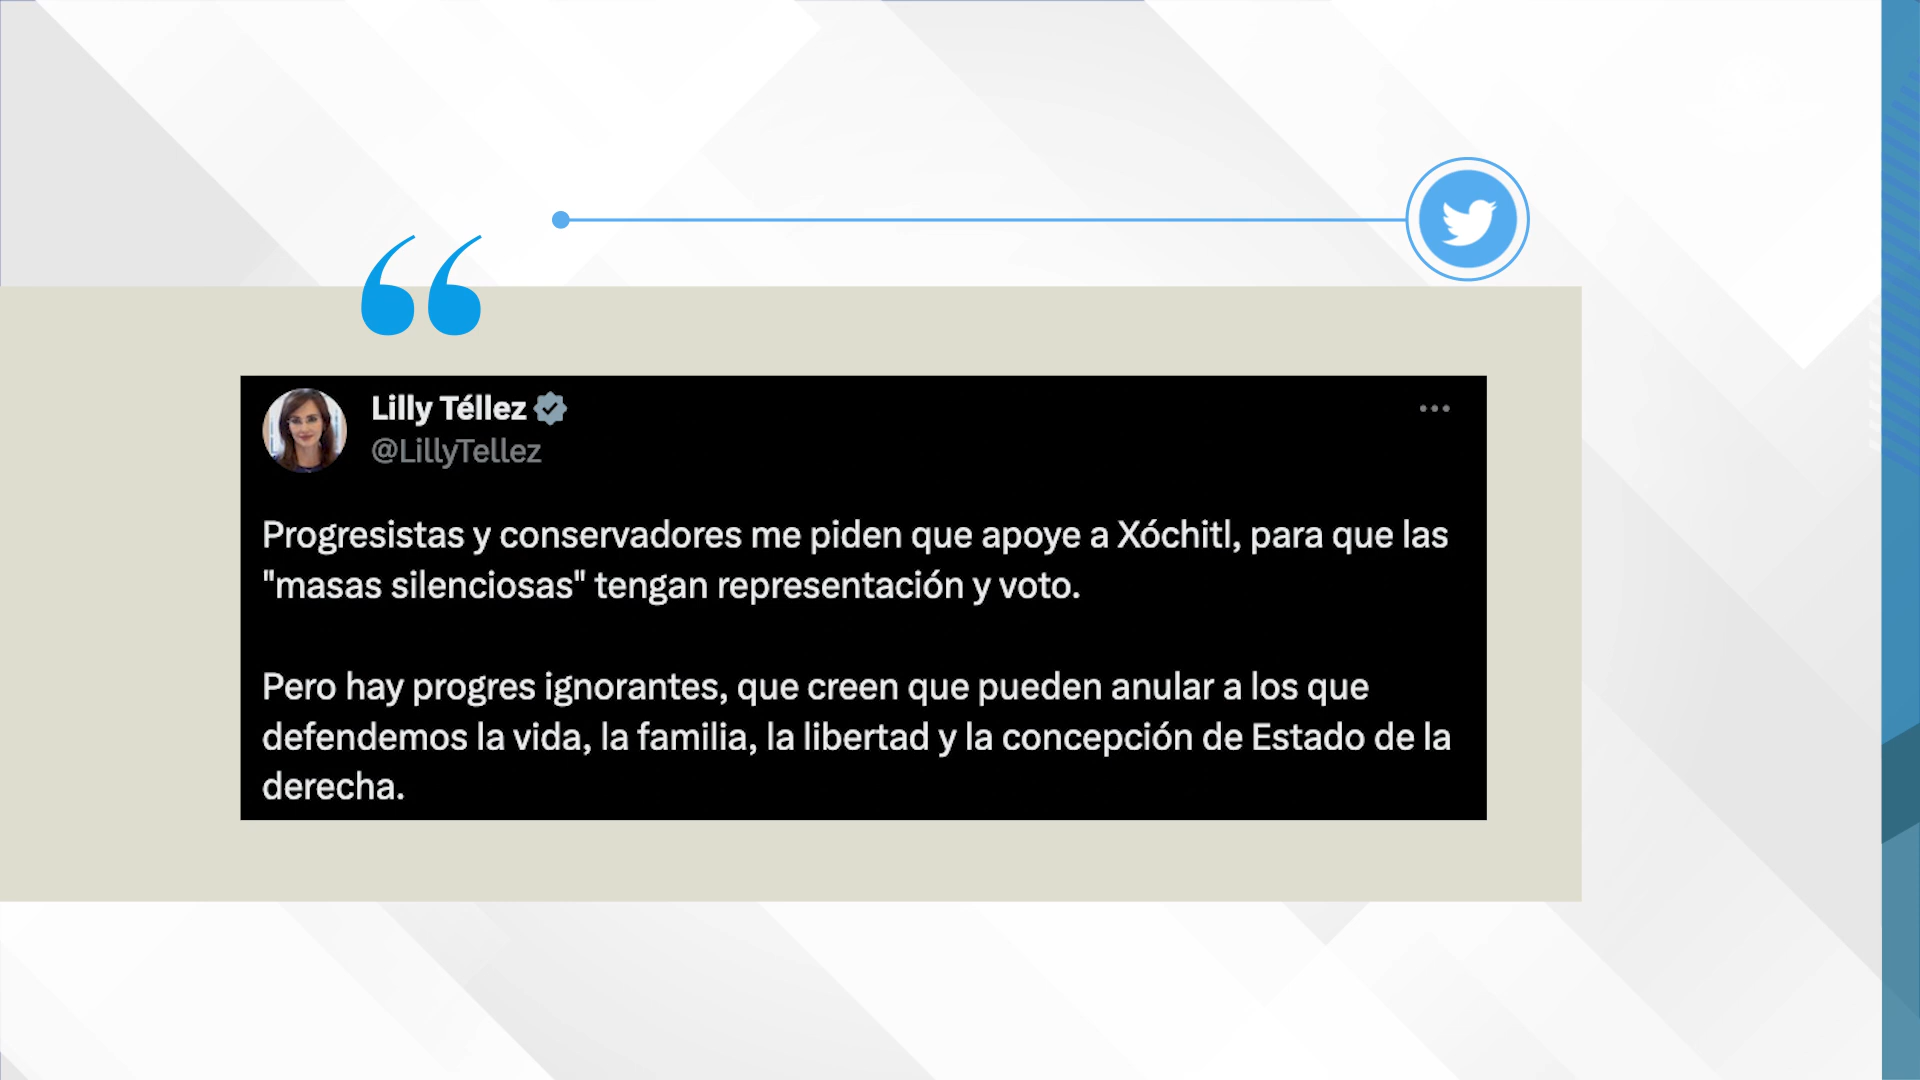 Lilly Téllez
@LillyTellez
Progresistas y conservadores me piden que apoye a Xóchitl, para que las
"masas silenciosas" tengan representación y voto.
Pero hay progres ignorantes, que creen que pueden anular a los que
defendemos la vida, la familia, la libertad y la concepción de Estado de la
derecha.